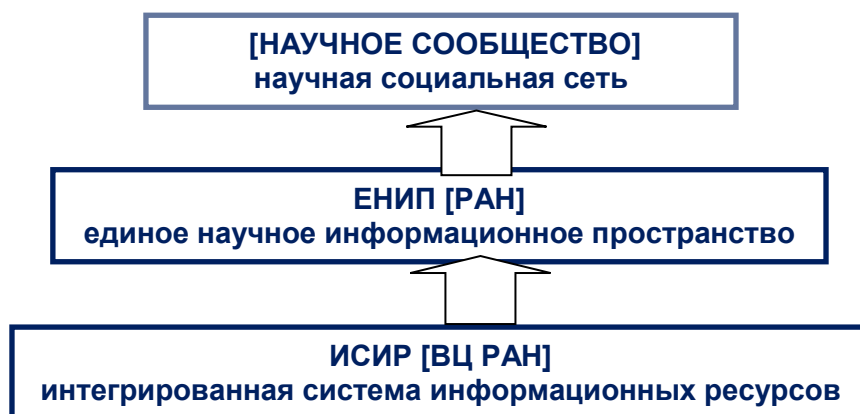 [НАУЧНОЕ СООБЩЕСТВО]
научная социальная сеть
ЕНИП [РАН]
единое научное информационное пространство
ИСИР [ВЦ РАН]
интегрированная система информационных ресурсов